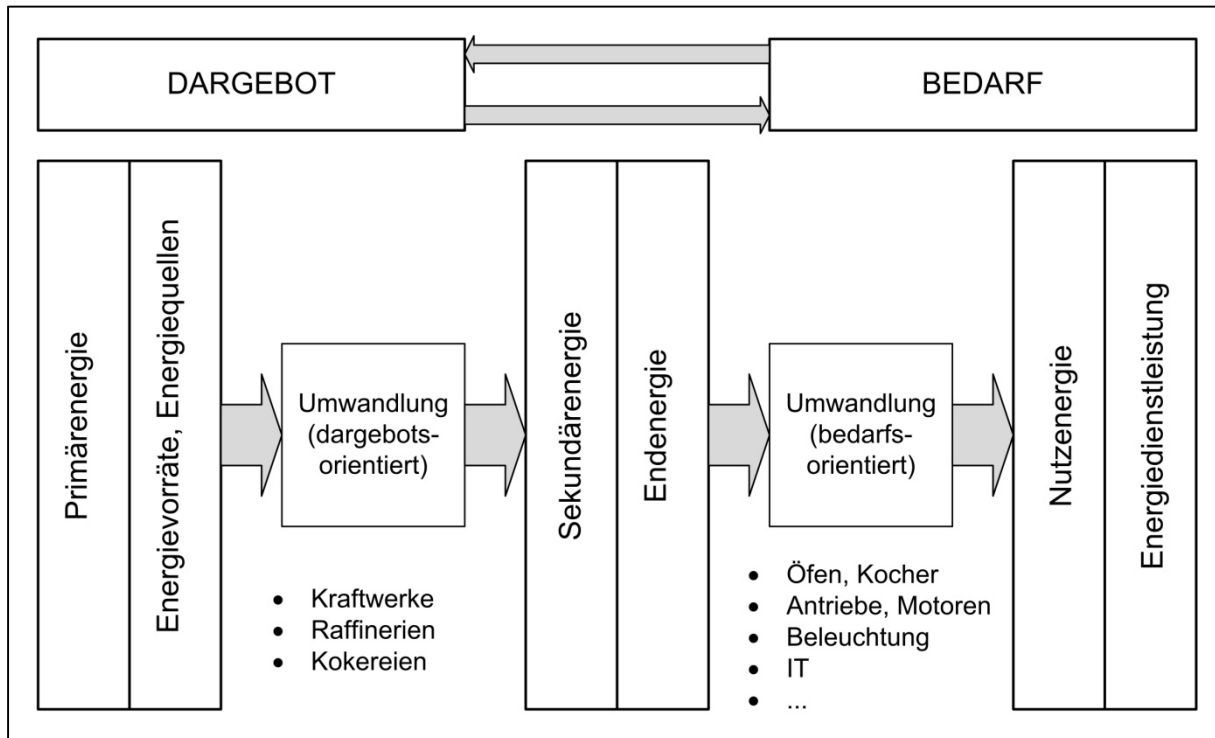 DARGEBOT
BEDARF
Primärenergie
Energievorräte, Energiequellen
Umwandlung
(dargebots-
orientiert)
• Kraftwerke
• Raffinerien
• Kokereien
Sekundärenergie
Endenergie
Umwandlung
(bedarfs-
orientiert)
• Öfen, Kocher
• Antriebe, Motoren
• Beleuchtung
• IT
• ...
Nutzenergie
Energiedienstleistung